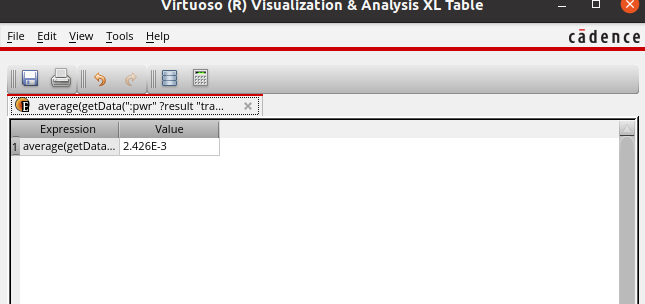 Virtuoso (R) Visualization & Analysis XL Table
File Edit View Tools Help
cādence
average(getData(":pwr" ?result "tra...
Expression Value
1 average(getData... 2.426E-3